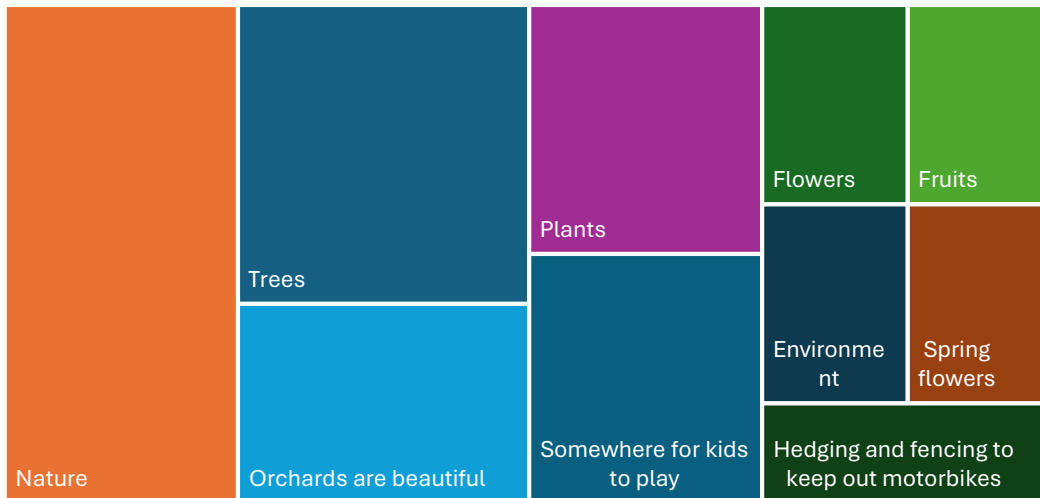 Nature
Trees
Orchards are beautiful
Plants
Somewhere for kids
to play
Flowers
Fruits
Environme
nt
Spring
flowers
Hedging and fencing to
keep out motorbikes